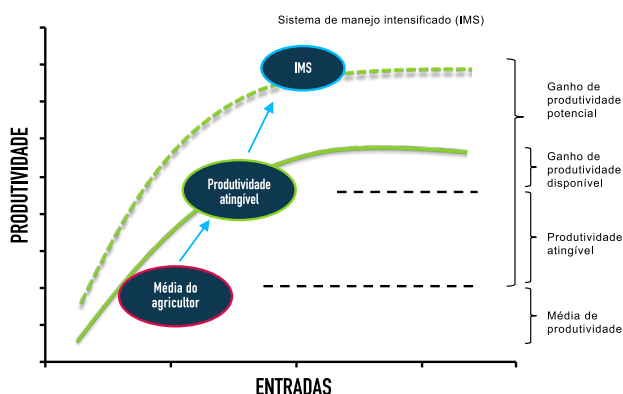 Sistema de manejo intensificado (IMS)
IMS
Produtividade
atingível
Média do
agricultor
PRODUTIVIDADE
ENTRADAS
Ganho de
produtividade
potencial
Ganho de
produtividade
disponível
Produtividade
atingível
Média de
produtividade